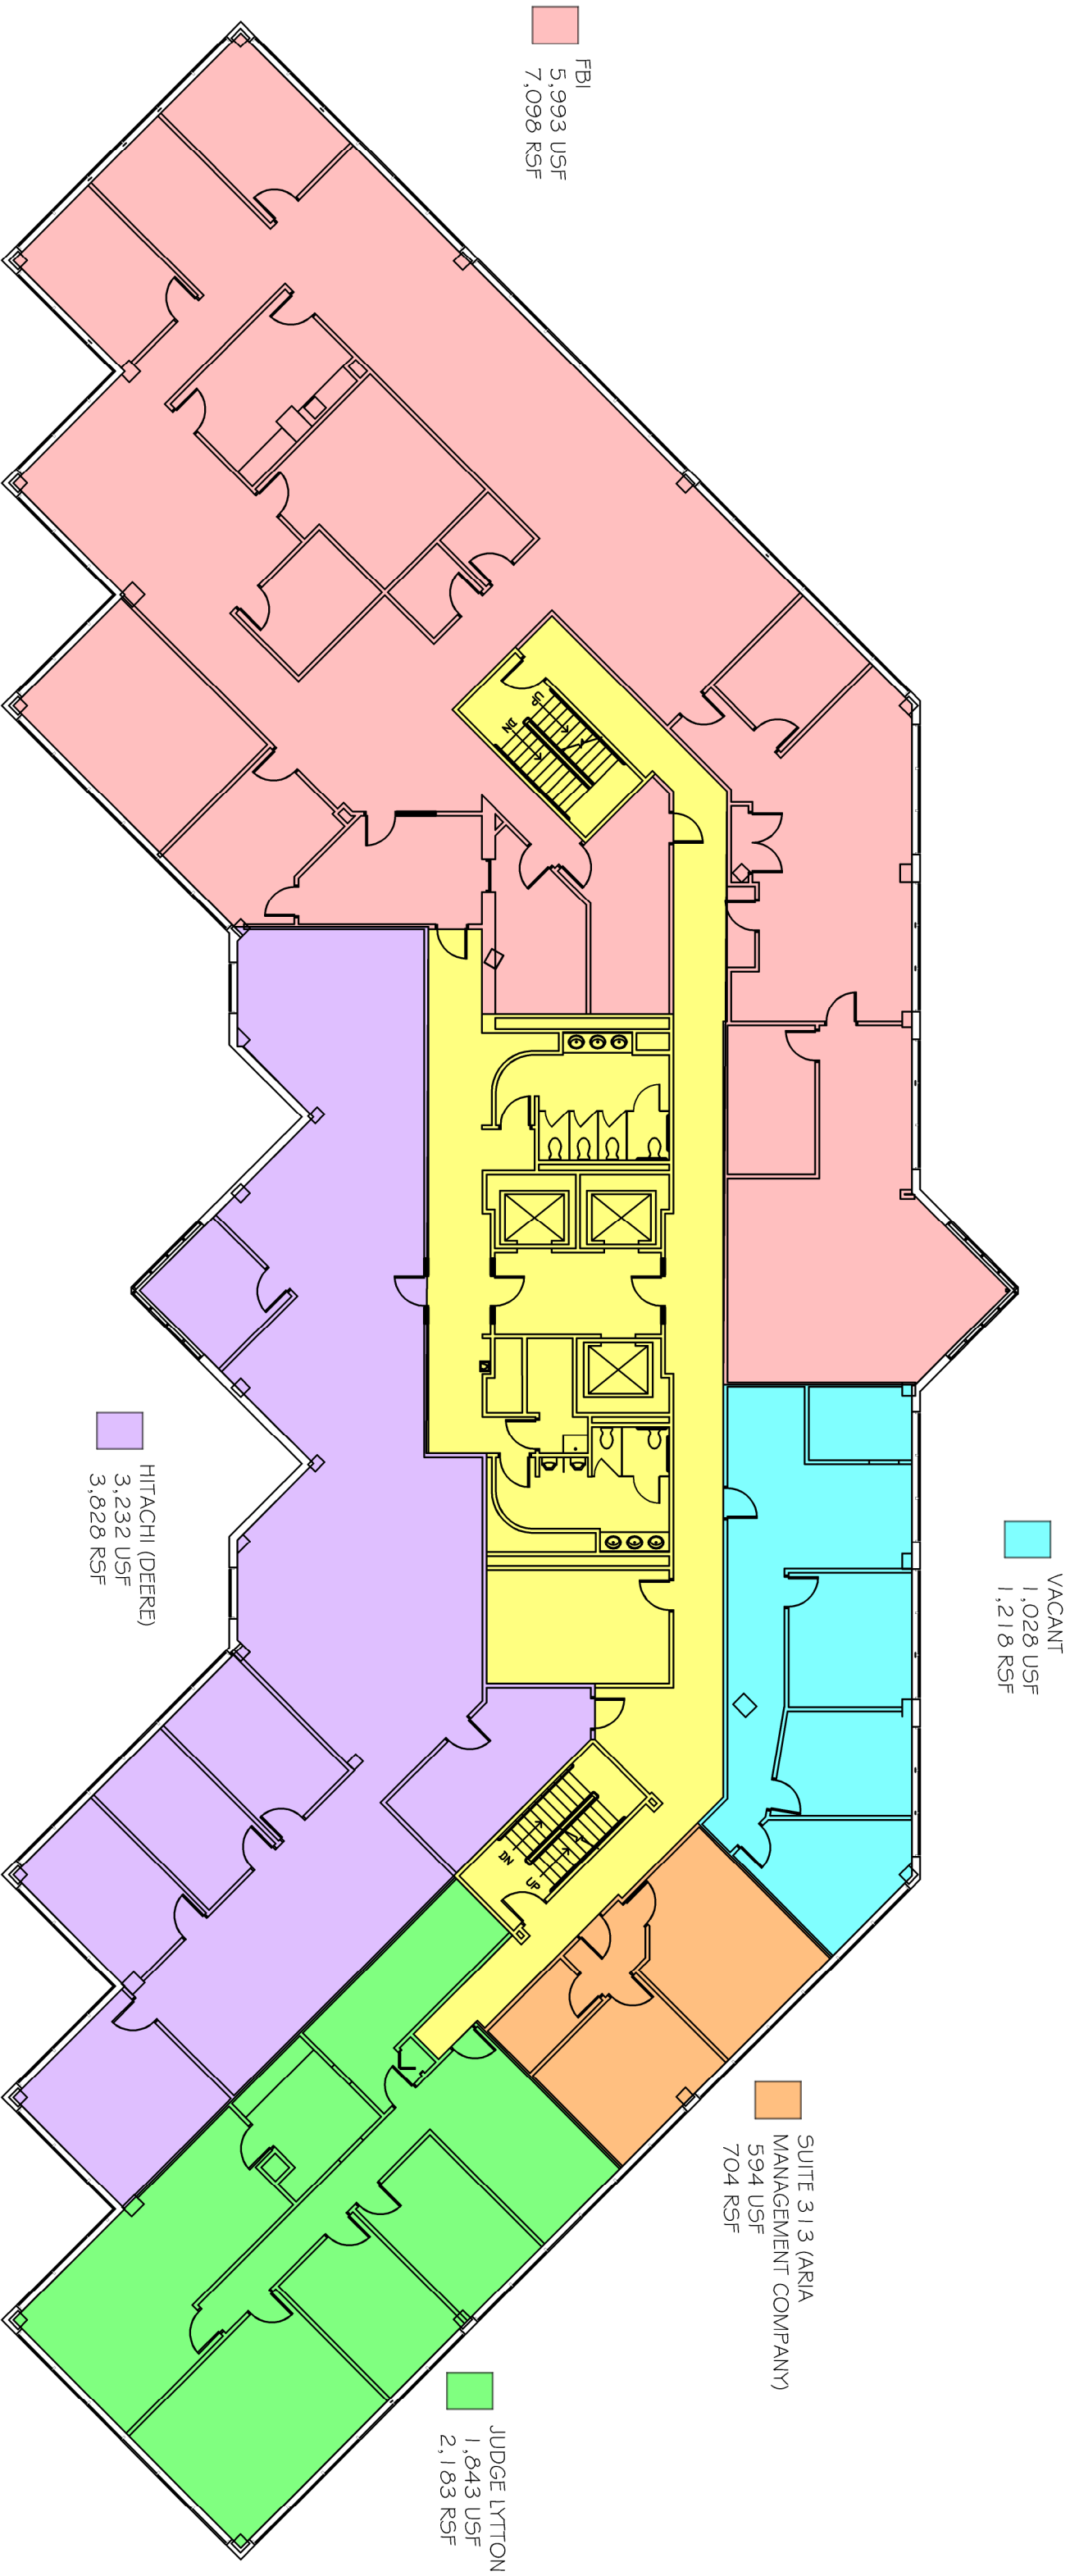 FBI
5,993 USF
7,098 RSF
VACANT
1,028 USF
1,218 RSF
HITACHI (DEERE)
3,232 USF
3,828 RSF
SUITE 313 (ARIA
MANAGEMENT COMPANY)
594 USF
704 RSF
JUDGE LYTTON
1,843 USF
2,183 RSF
UP
DN
DN
UP